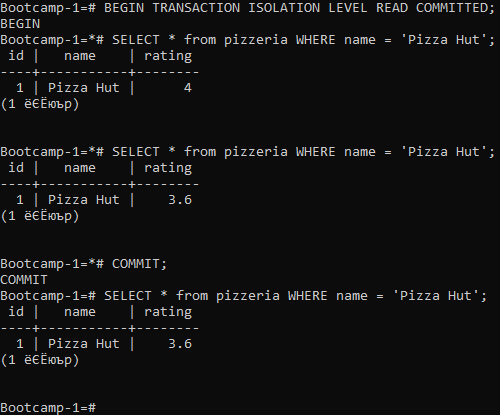 Bootcamp-1=# BEGIN TRANSACTION ISOLATION LEVEL READ COMMITTED;
BEGIN
Bootcamp-1=*# SELECT * from pizzeria WHERE name = 'Pizza Hut';
 id |   name    | rating
----+-----------+--------
  1 | Pizza Hut |      4
(1 ёЄЁюър)
Bootcamp-1=*# SELECT * from pizzeria WHERE name = 'Pizza Hut';
 id |   name    | rating
----+-----------+--------
  1 | Pizza Hut |    3.6
(1 ёЄЁюър)
Bootcamp-1=*# COMMIT;
COMMIT
Bootcamp-1=# SELECT * from pizzeria WHERE name = 'Pizza Hut';
 id |   name    | rating
----+-----------+--------
  1 | Pizza Hut |    3.6
(1 ёЄЁюър)
Bootcamp-1=#